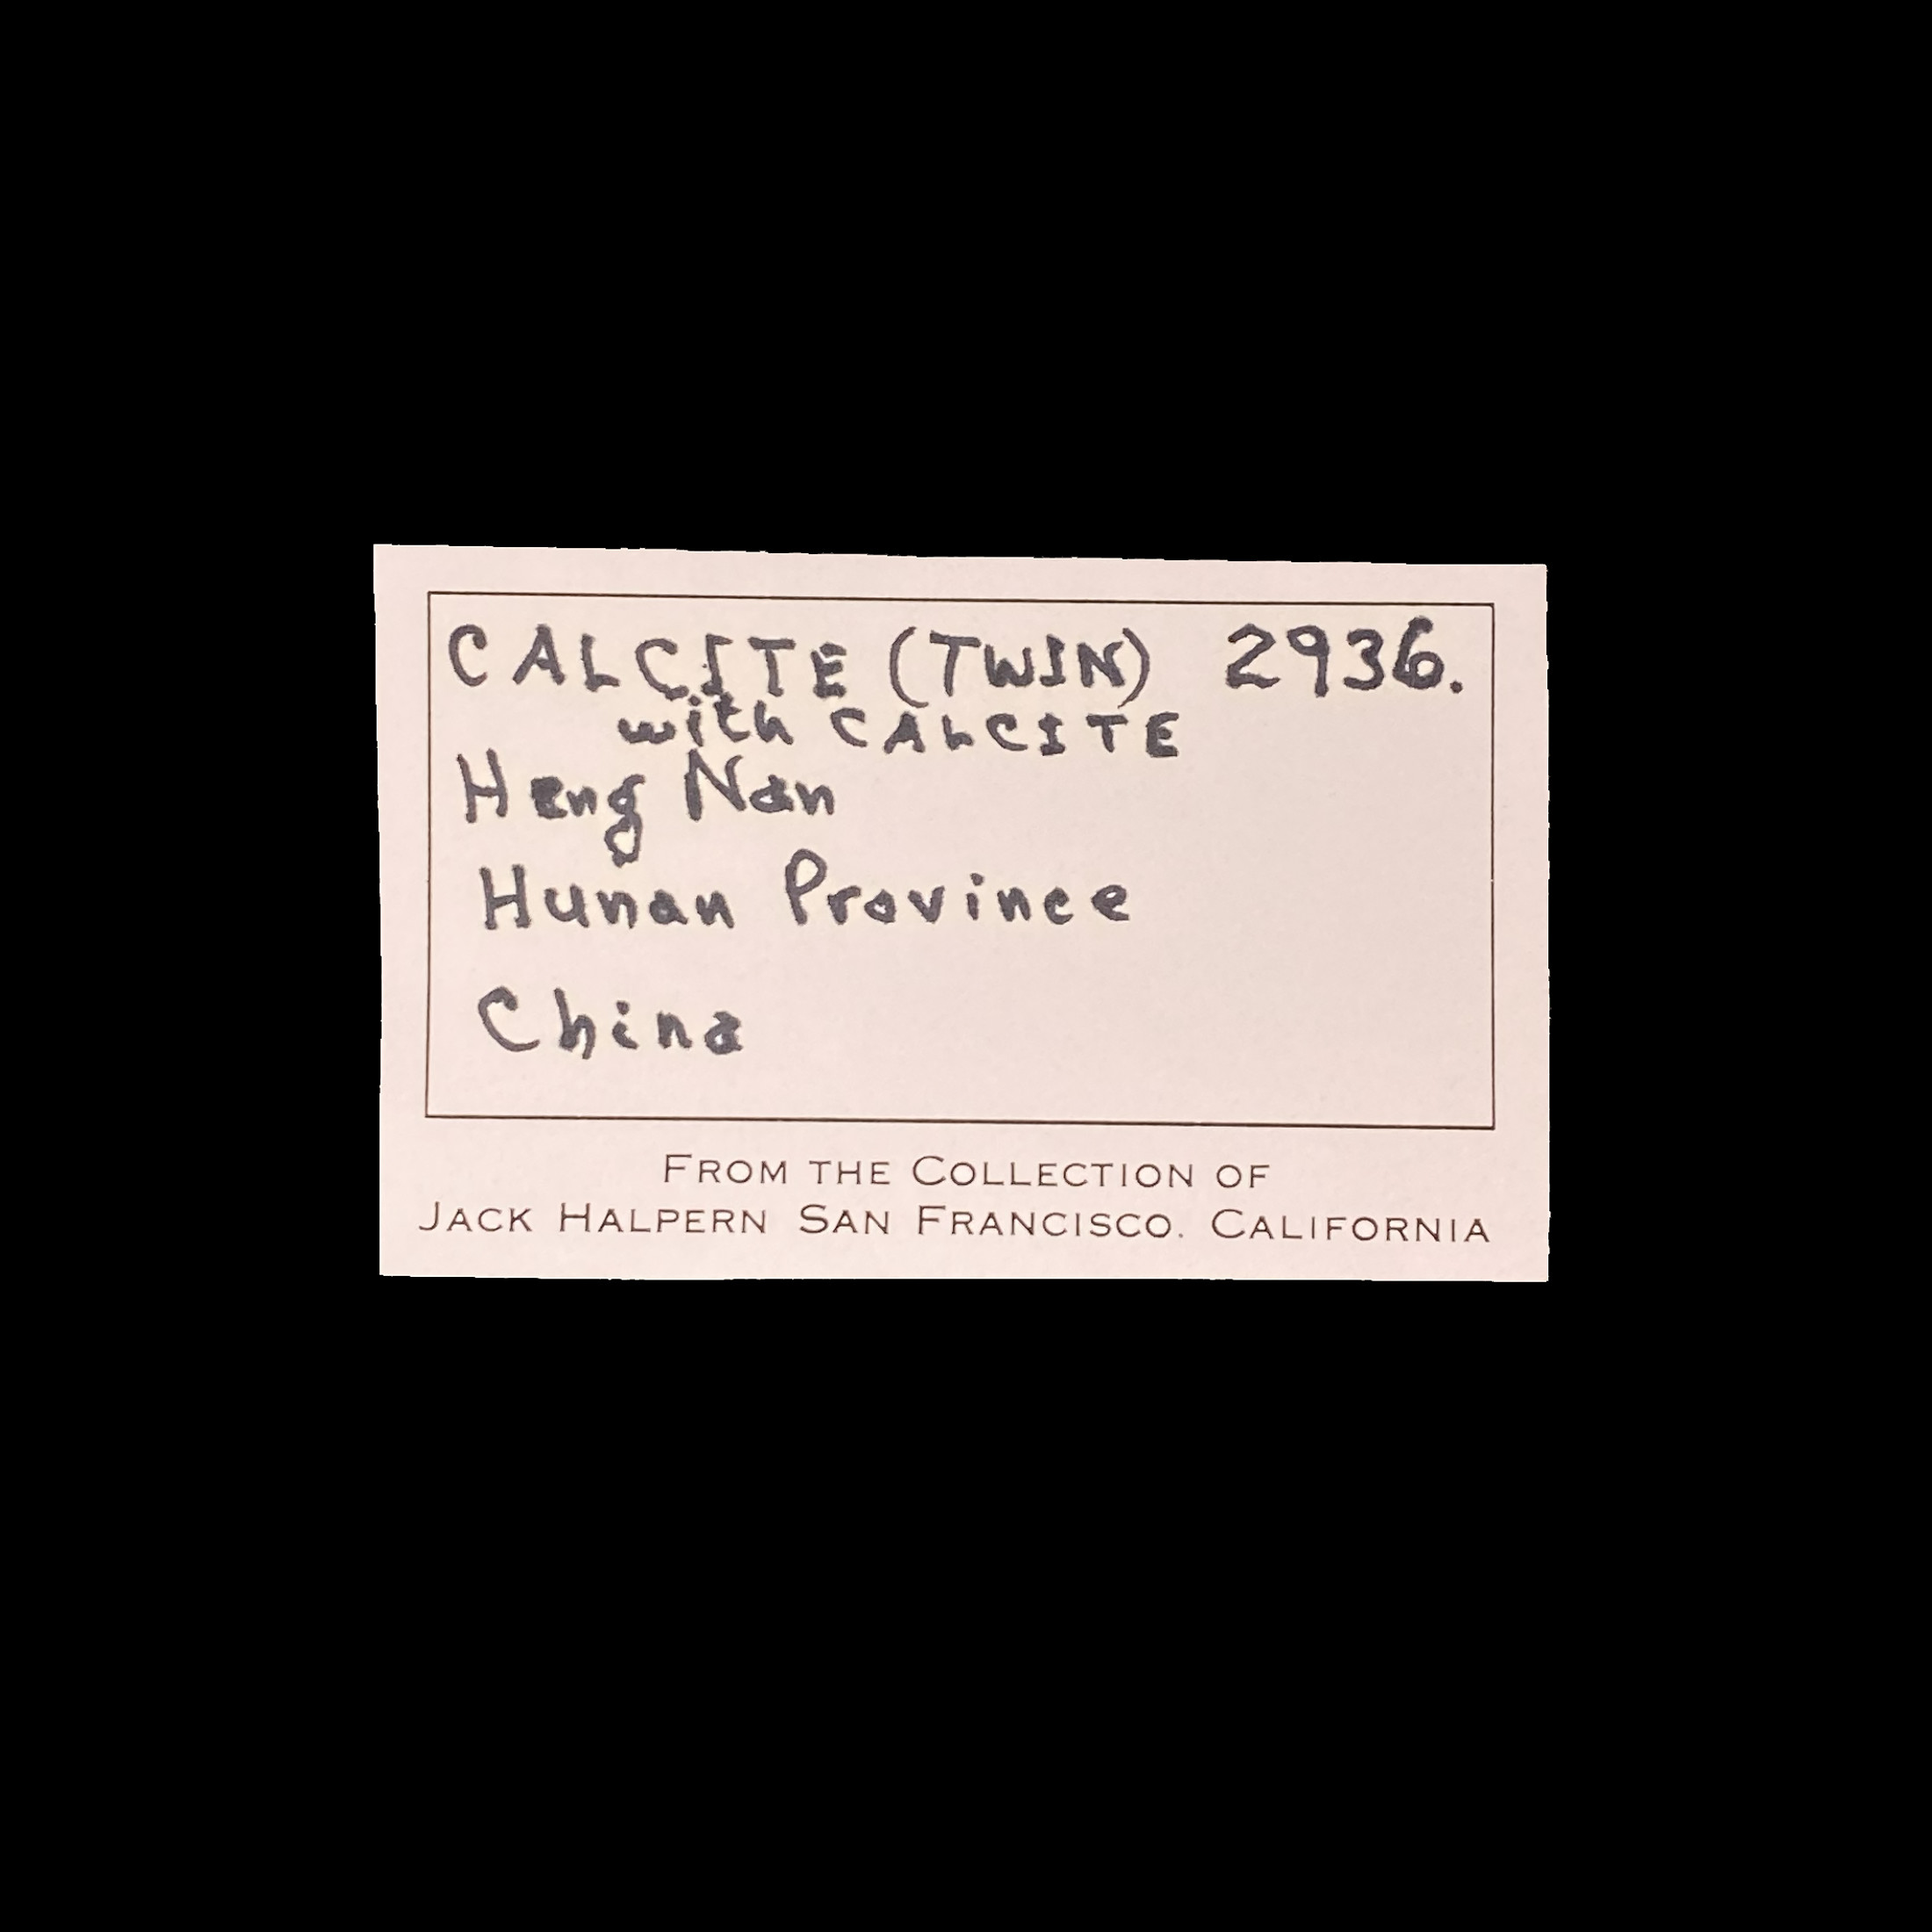 CALCITE (TWIN) 2936.
with CALCITE
Heng Nan
Hunan Province
China
FROM THE COLLECTION OF
JACK HALPERN SAN FRANCISCO. CALIFORNIA